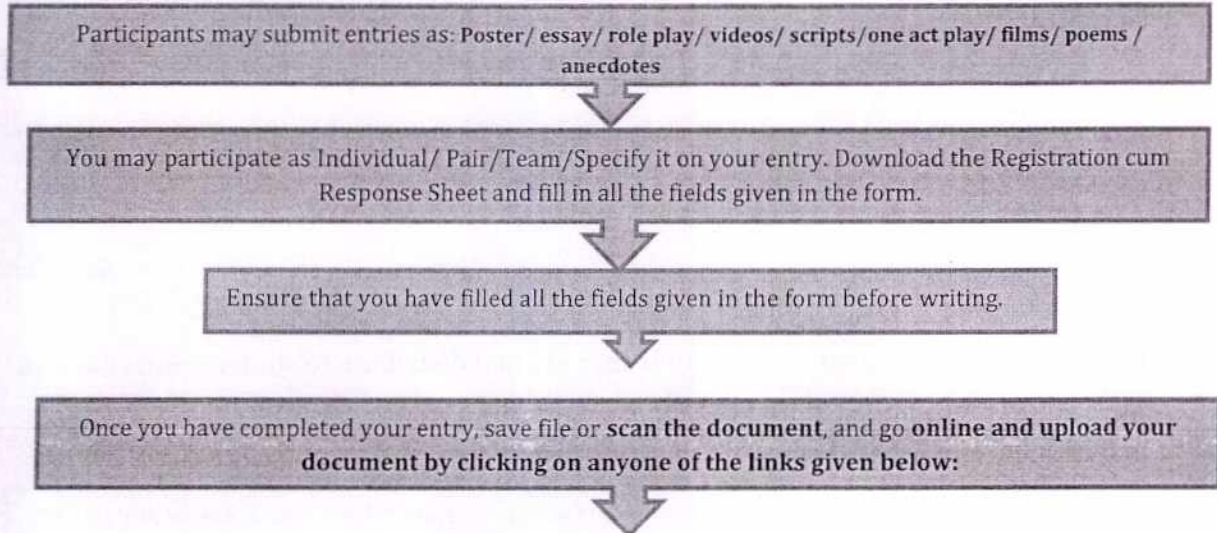 Participants may submit entries as: Poster/ essay/ role play/ videos/ scripts/one act play/ films/ poems /
anecdotes
You may participate as Individual/ Pair/Team/Specify it on your entry. Download the Registration cum
Response Sheet and fill in all the fields given in the form.
Ensure that you have filled all the fields given in the form before writing.
Once you have completed your entry, save file or scan the document, and go online and upload your
document by clicking on anyone of the links given below: